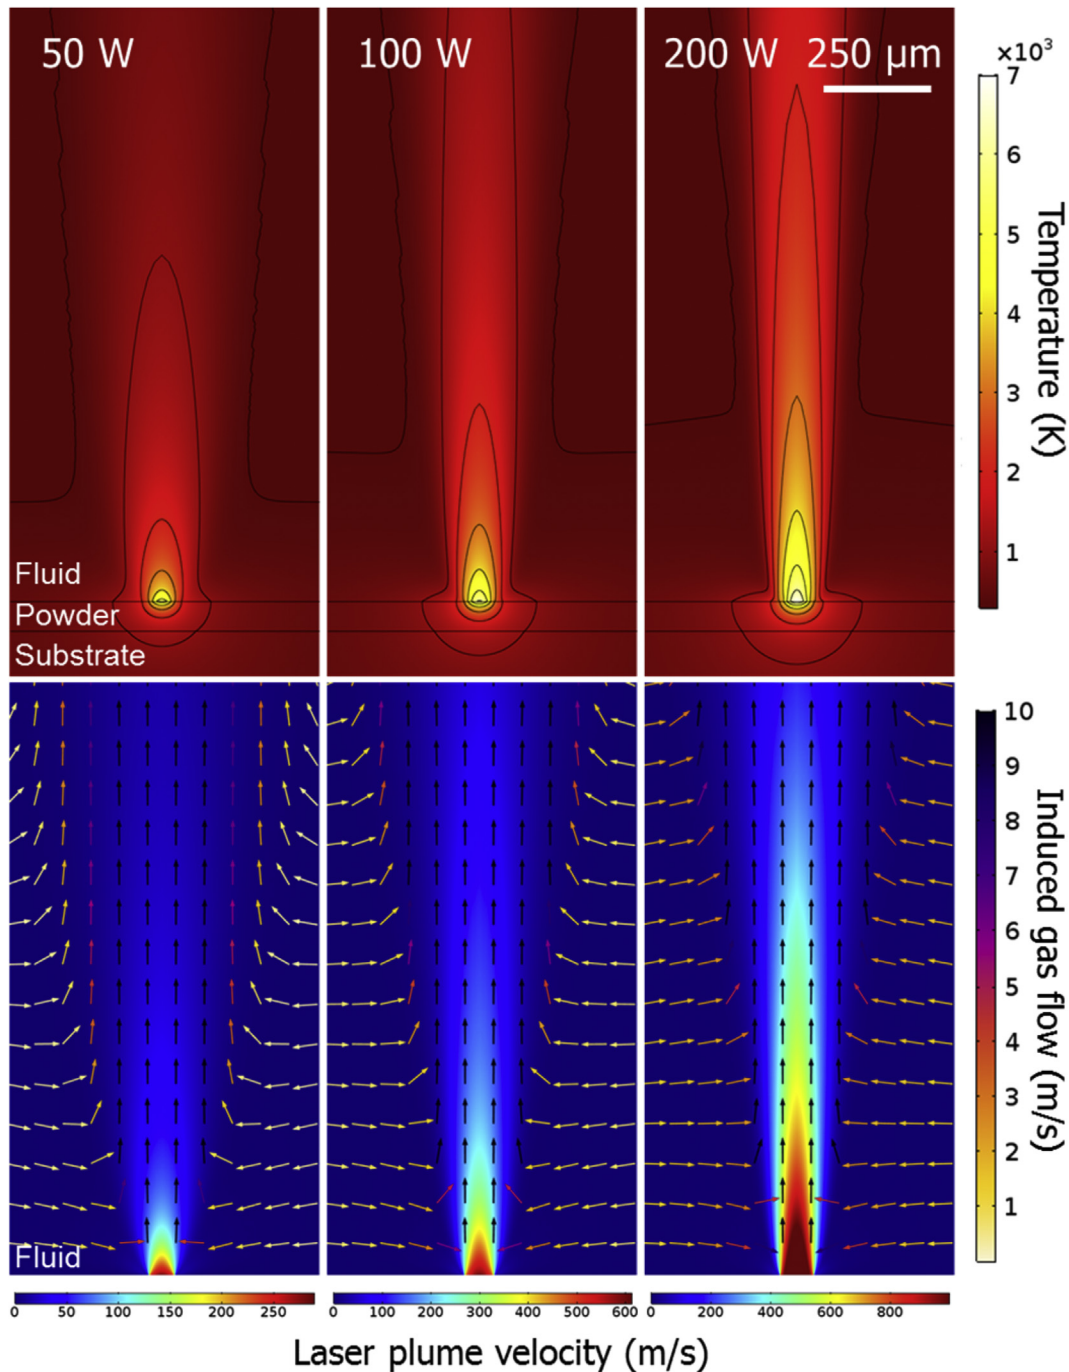 50 W
100 W
200 W 250 µm
×10³
7
6
5
4
3
2
1
Temperature (K)
Fluid
Powder
Substrate
10
9
8
7
6
5
4
3
2
1
Induced gas flow (m/s)
Fluid
0 50 100 150 200 250
0 100 200 300 400 500 600
0 200 400 600 800
Laser plume velocity (m/s)